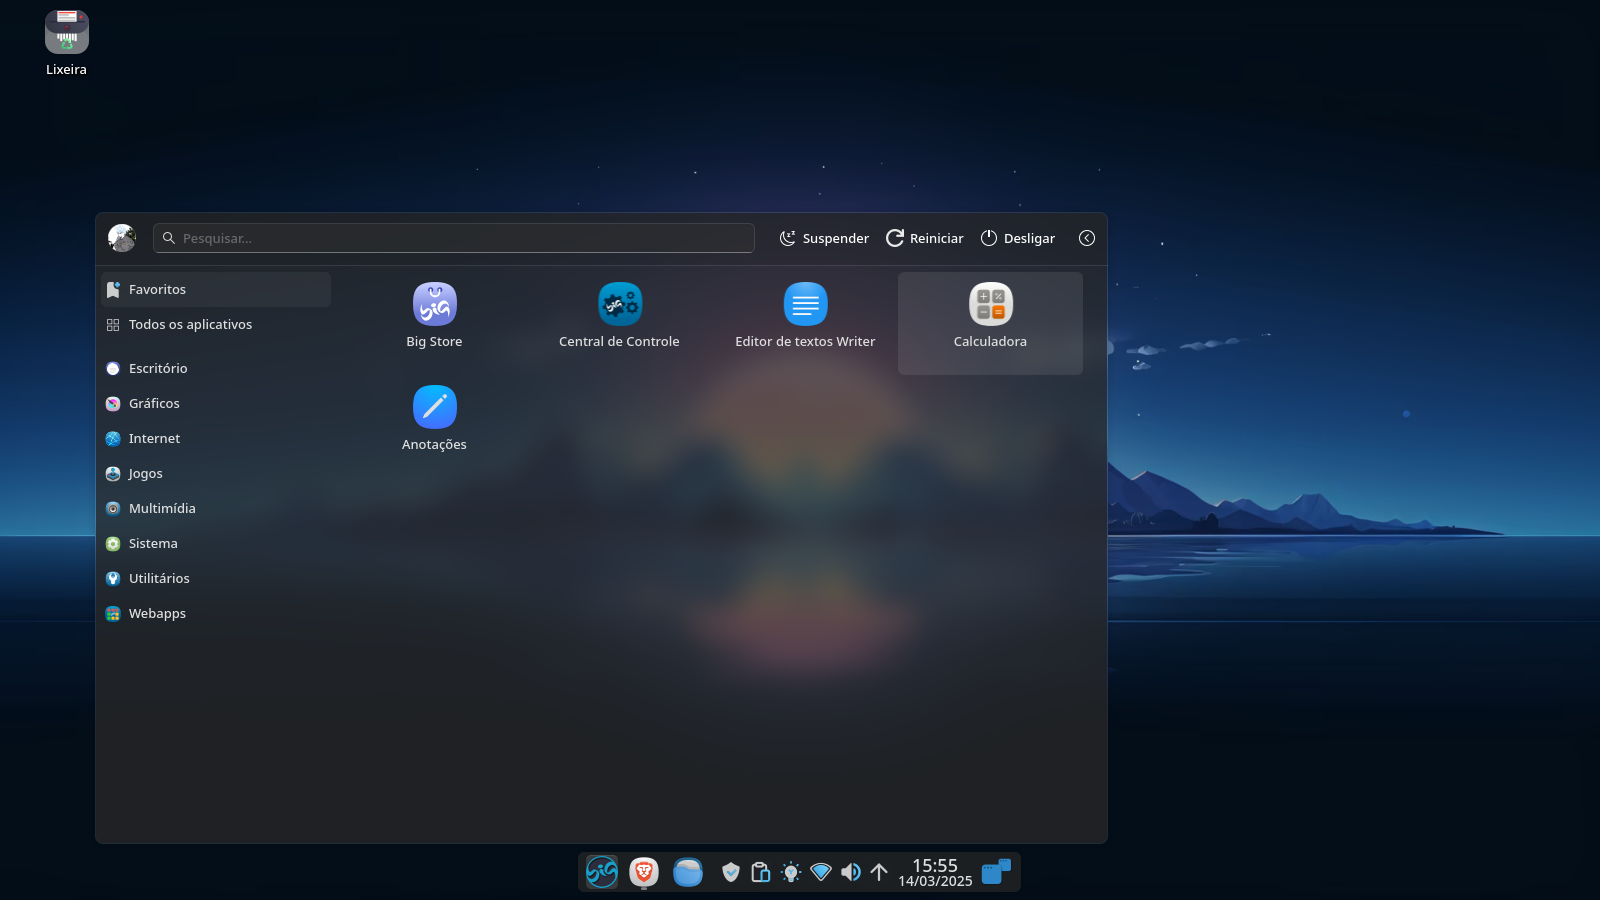 Lixeira
Pesquisar...
Suspender
Reiniciar
Desligar
Favoritos
Todos os aplicativos
Escritório
Gráficos
Internet
Jogos
Multimídia
Sistema
Utilitários
Webapps
Big Store
Central de Controle
Editor de textos Writer
Calculadora
Anotações
15:55
14/03/2025